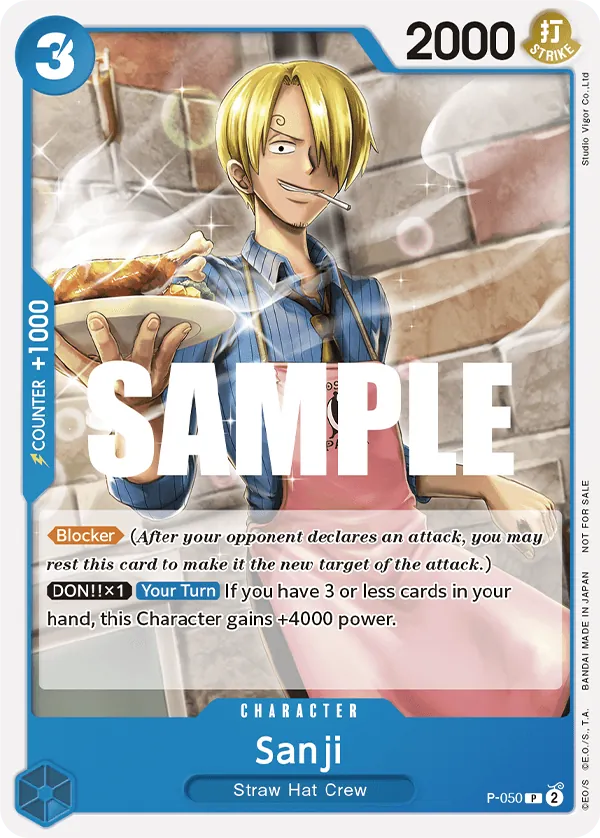 3
2000
打
STRIKE
Studio Vigor Co.,Ltd
COUNTER +1000
SAMPLE
Blocker (After your opponent declares an attack, you may
rest this card to make it the new target of the attack.)
DON!!×1 Your Turn If you have 3 or less cards in your
hand, this Character gains +4000 power.
CHARACTER
Sanji
Straw Hat Crew
P-050 P 2
©EO/S ©E.O./S., T.A. BANDAI MADE IN JAPAN NOT FOR SALE